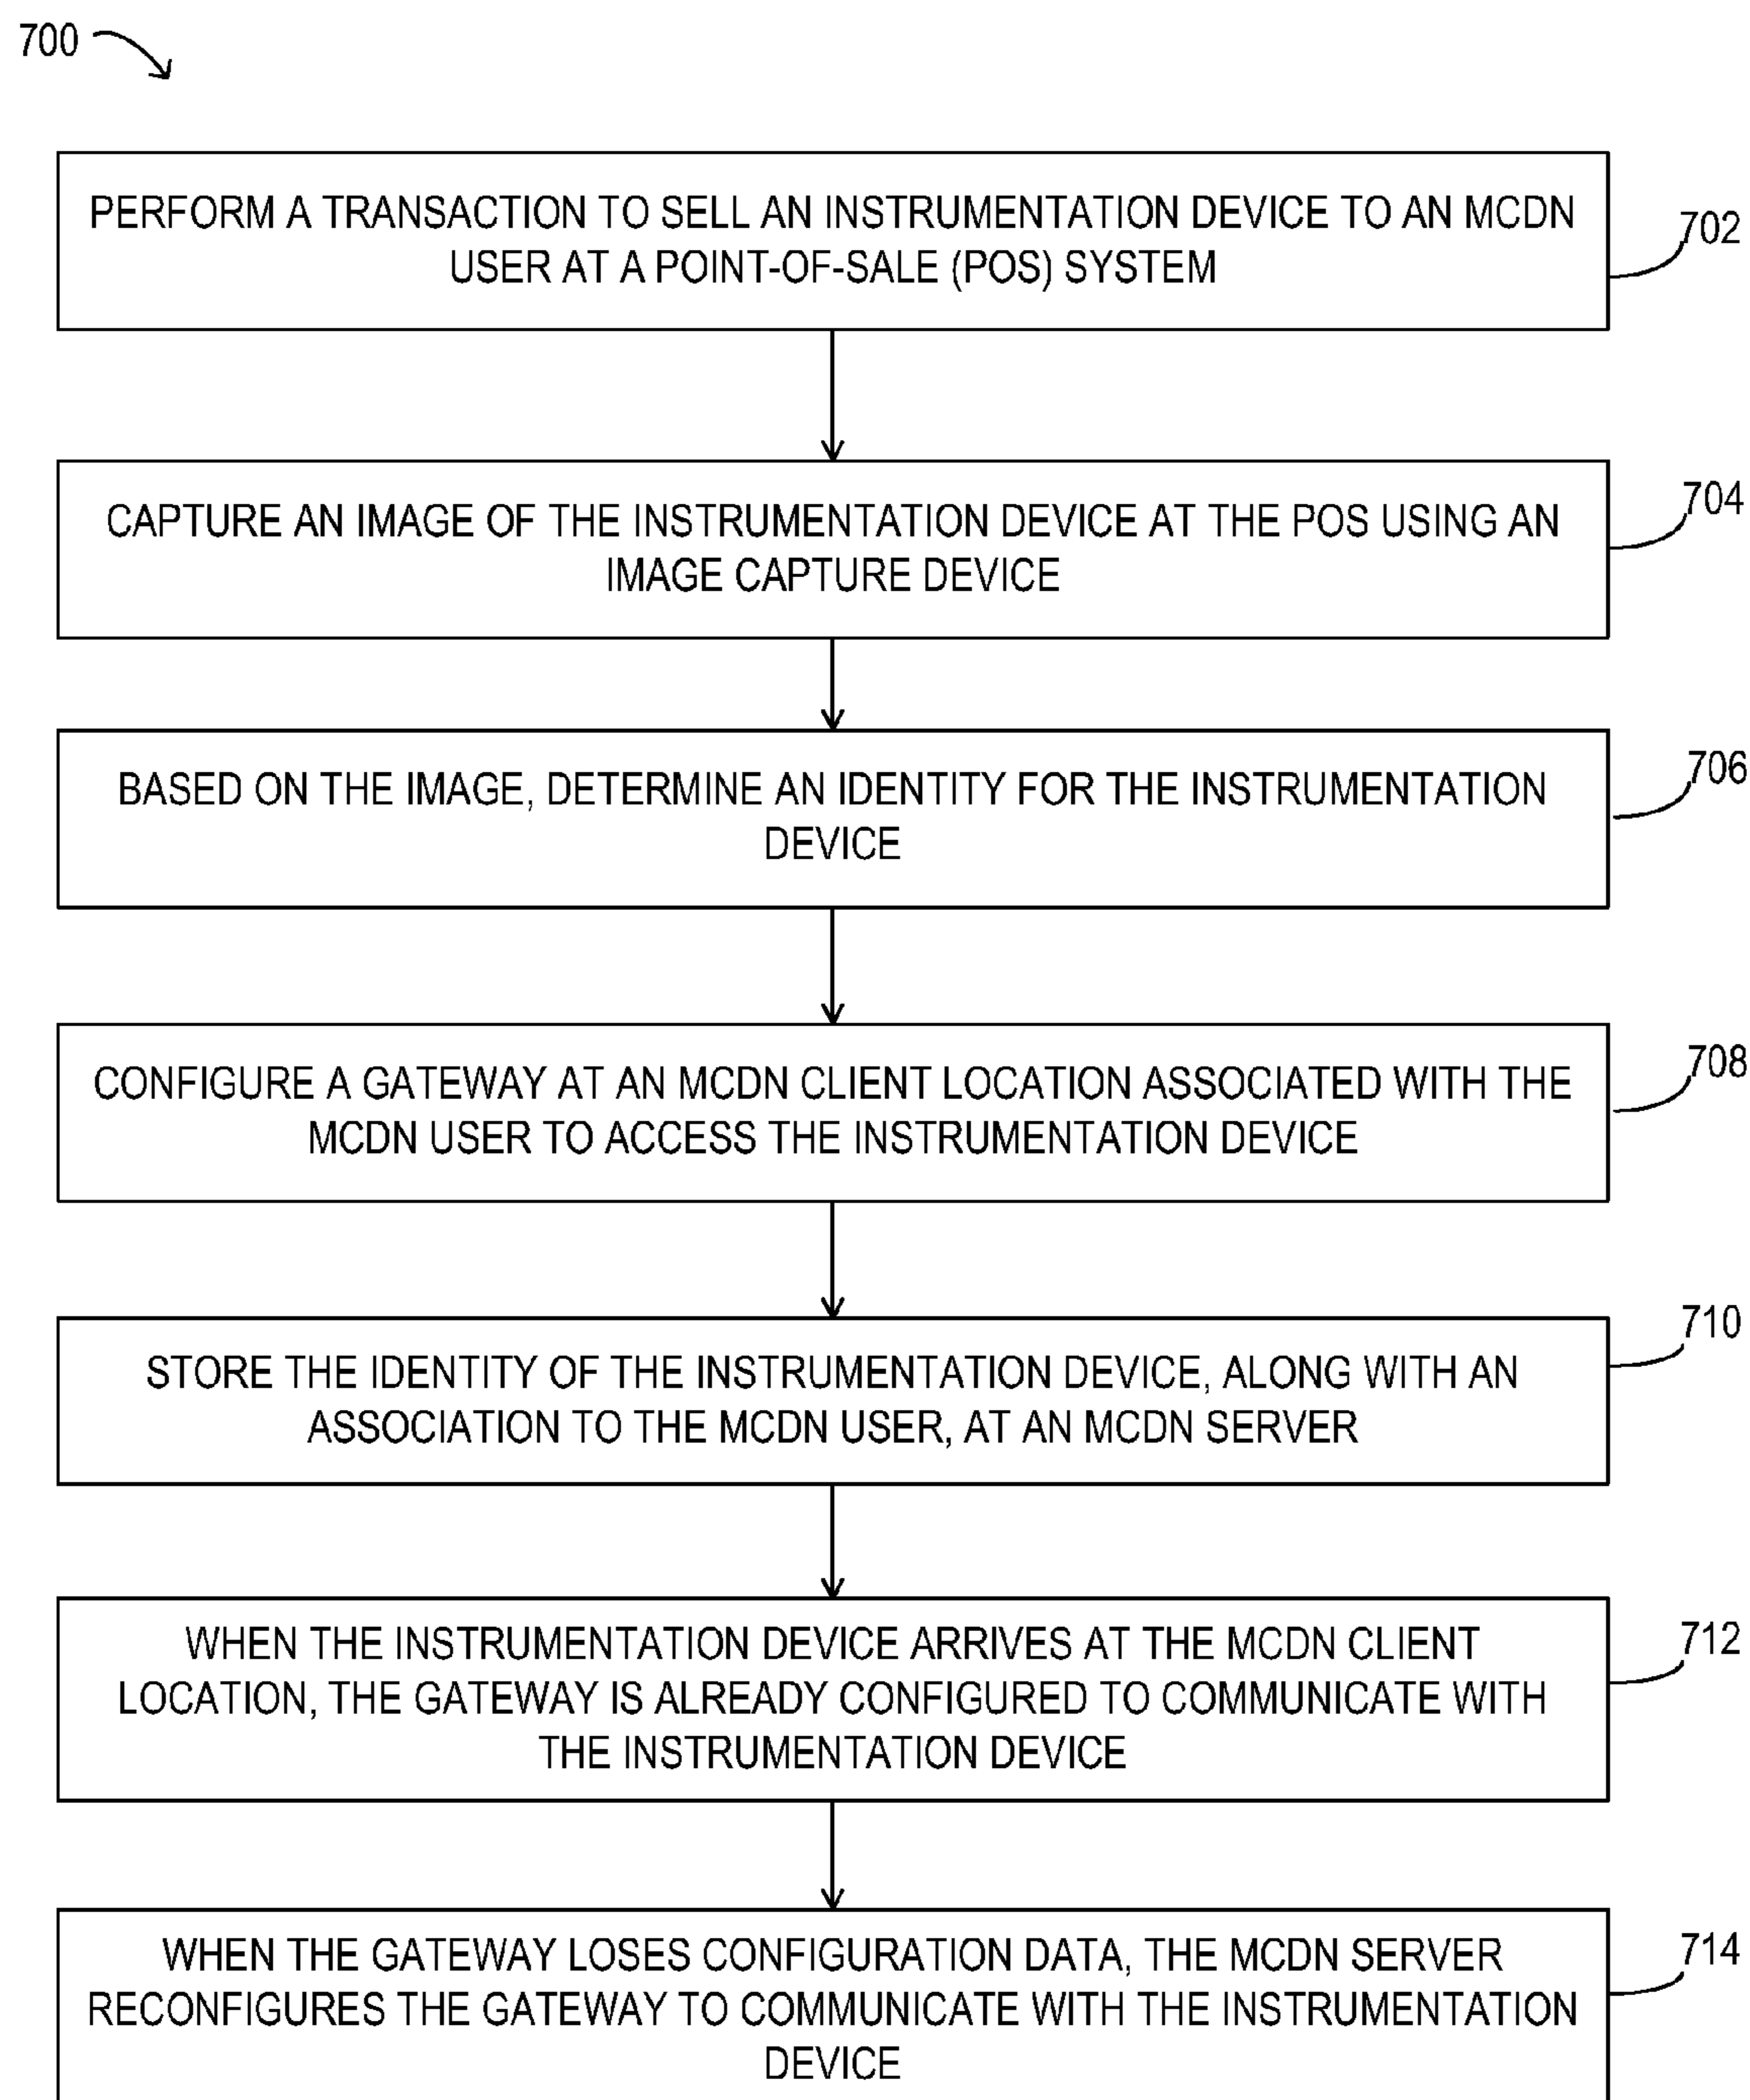 700
PERFORM A TRANSACTION TO SELL AN INSTRUMENTATION DEVICE TO AN MCDN
USER AT A POINT-OF-SALE (POS) SYSTEM
702
CAPTURE AN IMAGE OF THE INSTRUMENTATION DEVICE AT THE POS USING AN
IMAGE CAPTURE DEVICE
704
BASED ON THE IMAGE, DETERMINE AN IDENTITY FOR THE INSTRUMENTATION
DEVICE
706
CONFIGURE A GATEWAY AT AN MCDN CLIENT LOCATION ASSOCIATED WITH THE
MCDN USER TO ACCESS THE INSTRUMENTATION DEVICE
708
STORE THE IDENTITY OF THE INSTRUMENTATION DEVICE, ALONG WITH AN
ASSOCIATION TO THE MCDN USER, AT AN MCDN SERVER
710
WHEN THE INSTRUMENTATION DEVICE ARRIVES AT THE MCDN CLIENT
LOCATION, THE GATEWAY IS ALREADY CONFIGURED TO COMMUNICATE WITH
THE INSTRUMENTATION DEVICE
712
WHEN THE GATEWAY LOSES CONFIGURATION DATA, THE MCDN SERVER
RECONFIGURES THE GATEWAY TO COMMUNICATE WITH THE INSTRUMENTATION
DEVICE
714